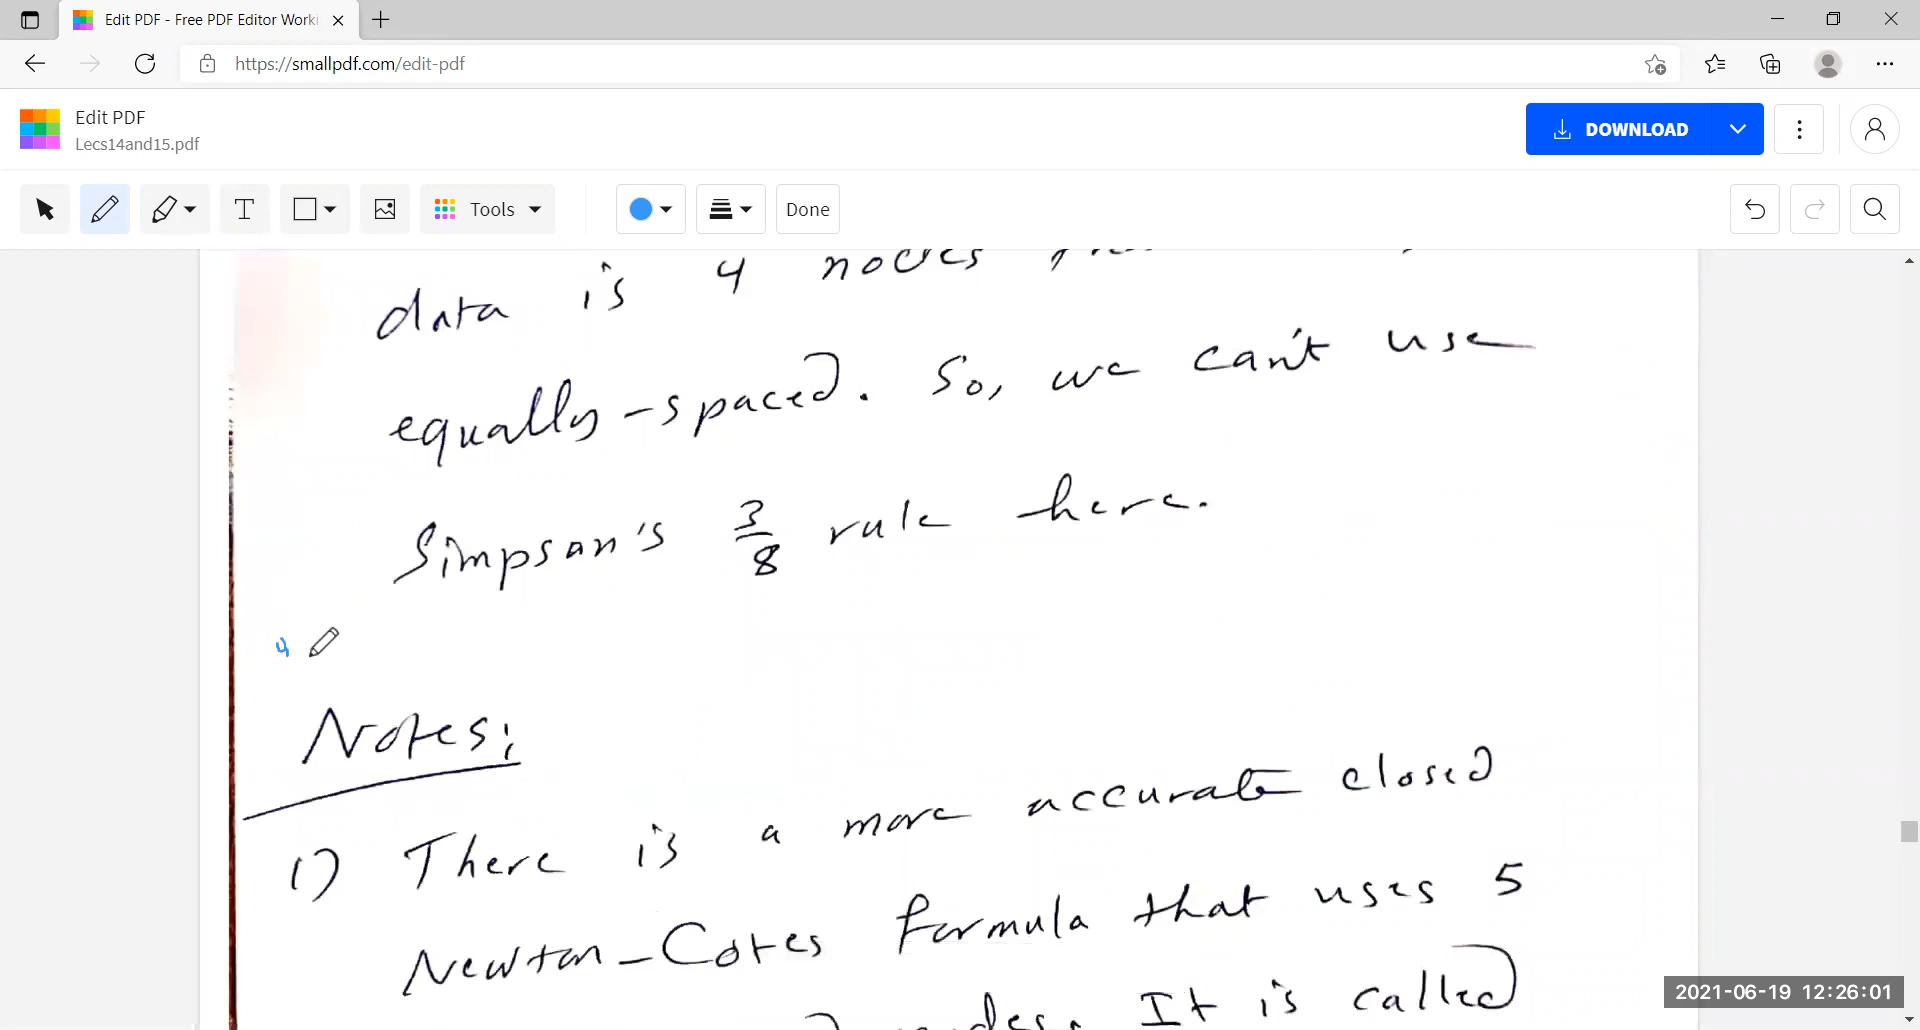 Edit PDF - Free PDF Editor Worki
https://smallpdf.com/edit-pdf
Edit PDF
Lecs14and15.pdf
DOWNLOAD
T Tools Done
data is 4 nodes
equally-spaced. So, we can't use
Simpson's 3/8 rule here.
4
Notes:
1) There is a more accurate closed
Newton-Cotes formula that uses 5
nodes. It is called
2021-06-19 12:26:01